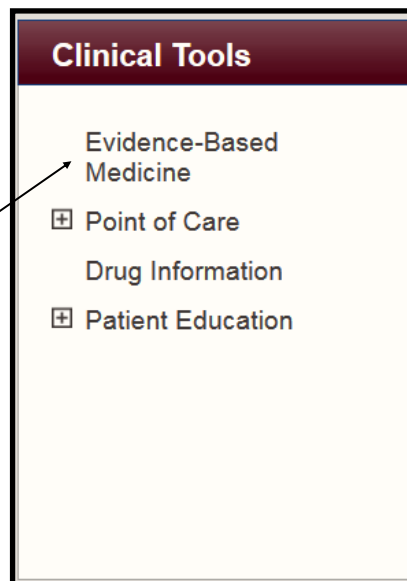 Clinical Tools
Evidence-Based
Medicine
Point of Care
Drug Information
Patient Education